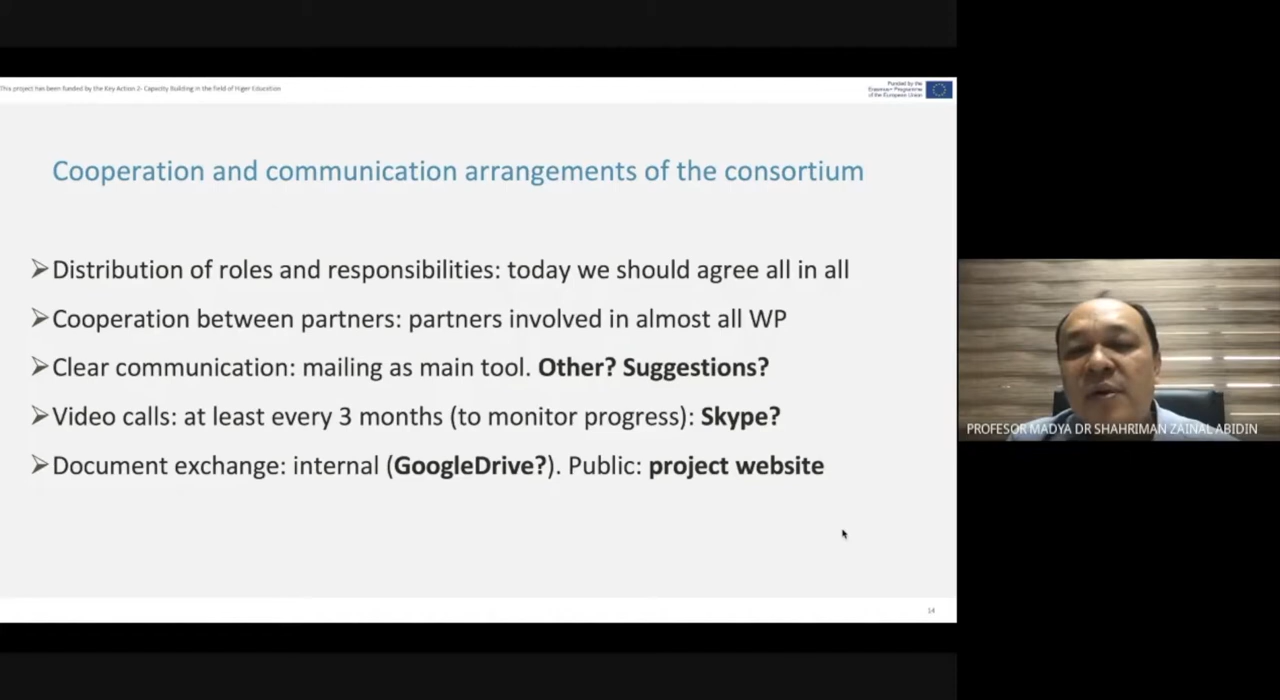 This project has been funded by the Key Action 2- Capacity Building in the field of Higer Education
Funded by the
Erasmus+ Programme
of the European Union
Cooperation and communication arrangements of the consortium
➢Distribution of roles and responsibilities: today we should agree all in all
➢Cooperation between partners: partners involved in almost all WP
➢Clear communication: mailing as main tool. Other? Suggestions?
➢Video calls: at least every 3 months (to monitor progress): Skype?
➢Document exchange: internal (GoogleDrive?). Public: project website
PROFESOR MADYA DR SHAHRIMAN ZAINAL ABIDIN
14